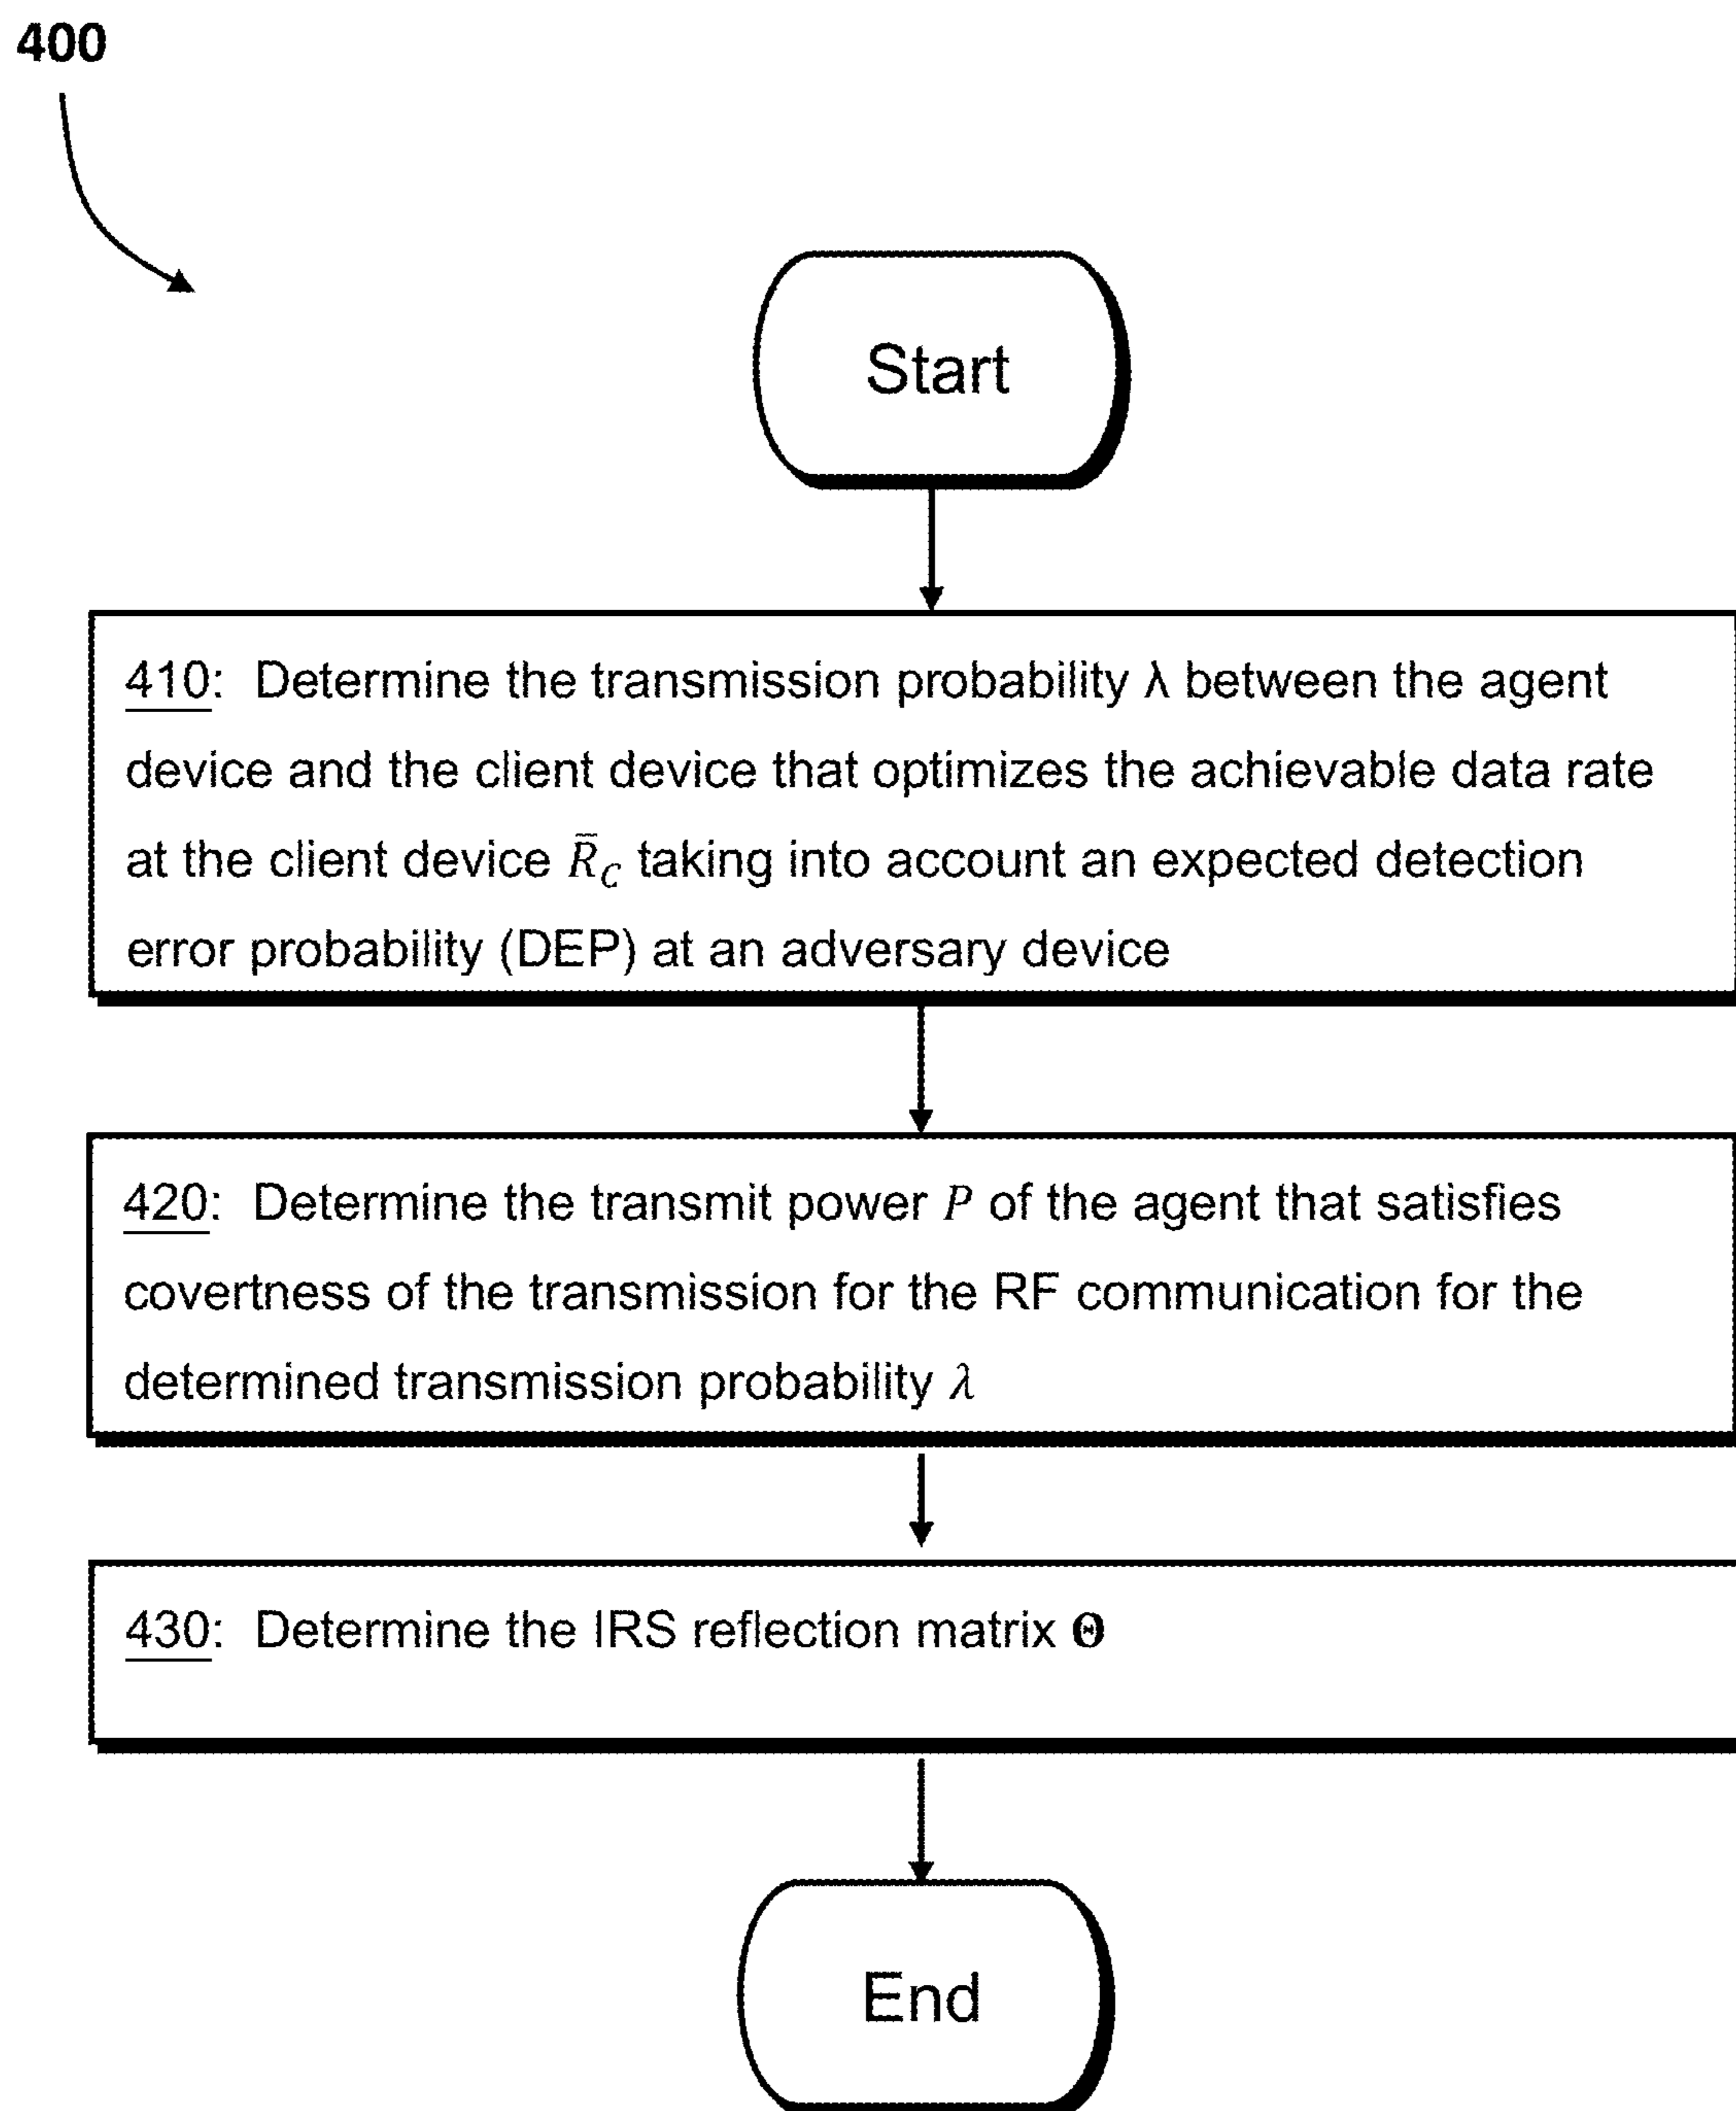 400
Start
410: Determine the transmission probability λ between the agent
device and the client device that optimizes the achievable data rate
at the client device R̅_C taking into account an expected detection
error probability (DEP) at an adversary device
420: Determine the transmit power P of the agent that satisfies
covertness of the transmission for the RF communication for the
determined transmission probability λ
430: Determine the IRS reflection matrix Θ
End